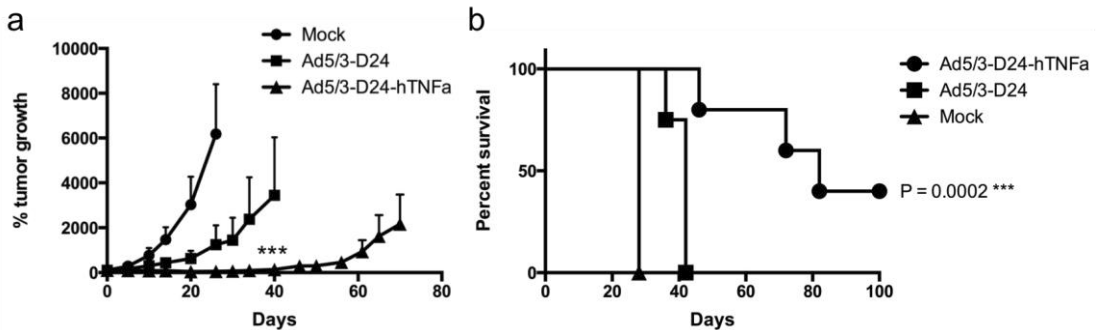 a
Mock
Ad5/3-D24
Ad5/3-D24-hTNFa
10000
8000
6000
4000
2000
0
% tumor growth
***
0 20 40 60 80
Days
b
Ad5/3-D24-hTNFa
Ad5/3-D24
Mock
100
50
0
Percent survival
P = 0.0002 ***
0 20 40 60 80 100
Days